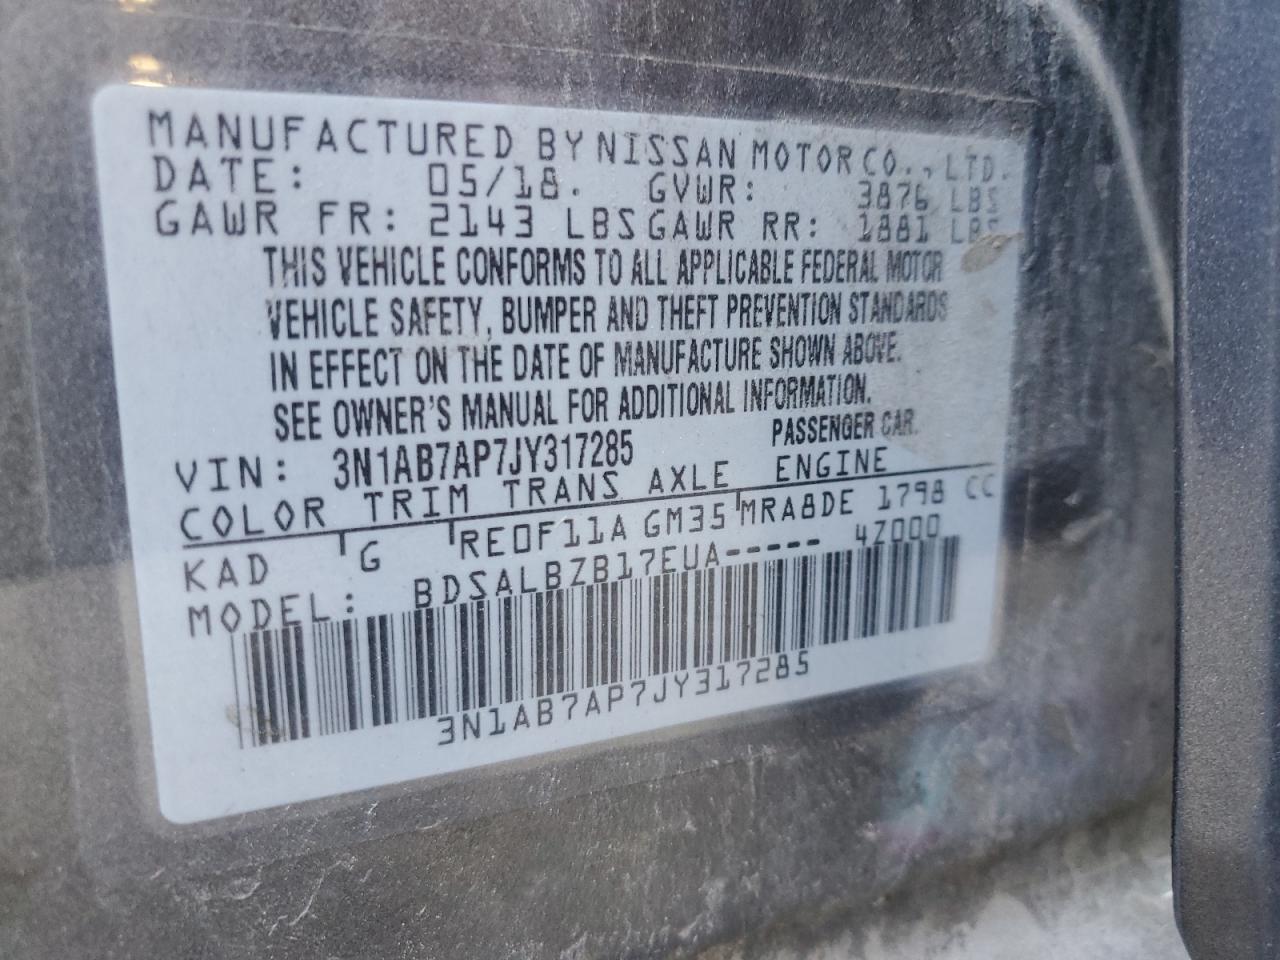 MANUFACTURED BY NISSAN MOTOR CO., LTD.
DATE: 05/18. GVWR: 3876 LBS
GAWR FR: 2143 LBS GAWR RR: 1881 LBS
THIS VEHICLE CONFORMS TO ALL APPLICABLE FEDERAL MOTOR
VEHICLE SAFETY, BUMPER AND THEFT PREVENTION STANDARDS
IN EFFECT ON THE DATE OF MANUFACTURE SHOWN ABOVE.
SEE OWNER'S MANUAL FOR ADDITIONAL INFORMATION.
VIN: 3N1AB7AP7JY317285 PASSENGER CAR.
COLOR TRIM TRANS AXLE ENGINE
KAD G RE0F11A GM35 MRA8DE 1798 CC
MODEL: BDSALBZB17EUA----- 4Z000
3N1AB7AP7JY317285